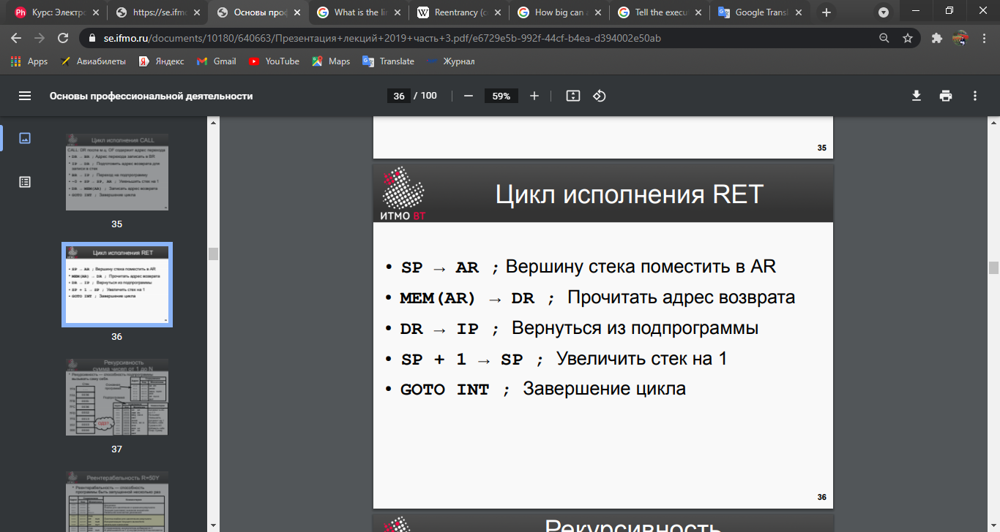 Курс: Электро
https://se.ifmo
Основы проф
What is the lin
Reentrancy (c
How big can a
Tell the execu
Google Transl
se.ifmo.ru/documents/10180/640663/Презентация+лекций+2019+часть+3.pdf/e6729e5b-992f-44cf-b4ea-d394002e50ab
Apps
Авиабилеты
Яндекс
Gmail
YouTube
Maps
Translate
Журнал
Основы профессиональной деятельности
36 / 100
59%
Цикл исполнения CALL
CALL: DR после м.ц. OF содержит адрес перехода
• DR → BR ; Адрес перехода записать в BR
• IP → DR ; Подготовить адрес возврата для
записи в стек
• BR → IP ; Переход на подпрограмму
• ~0 + SP → SP, AR ; Уменьшить стек на 1
• DR → MEM(AR) ; Записать адрес возврата
• GOTO INT ; Завершение цикла
35
Цикл исполнения RET
• SP → AR ; Вершину стека поместить в AR
• MEM(AR) → DR ; Прочитать адрес возврата
• DR → IP ; Вернуться из подпрограммы
• SP + 1 → SP ; Увеличить стек на 1
• GOTO INT ; Завершение цикла
36
Рекурсивность
сумма чисел от 1 до N
• Рекурсивность — способность подпрограммы
вызывать саму себя
Стек
37
Реентерабельность R=50Y
• Реентерабельность — способность
программы быть запущенной несколько раз
35
ИТМО ВТ
Цикл исполнения RET
• SP → AR ; Вершину стека поместить в AR
• MEM(AR) → DR ; Прочитать адрес возврата
• DR → IP ; Вернуться из подпрограммы
• SP + 1 → SP ; Увеличить стек на 1
• GOTO INT ; Завершение цикла
36
Рекурсивность